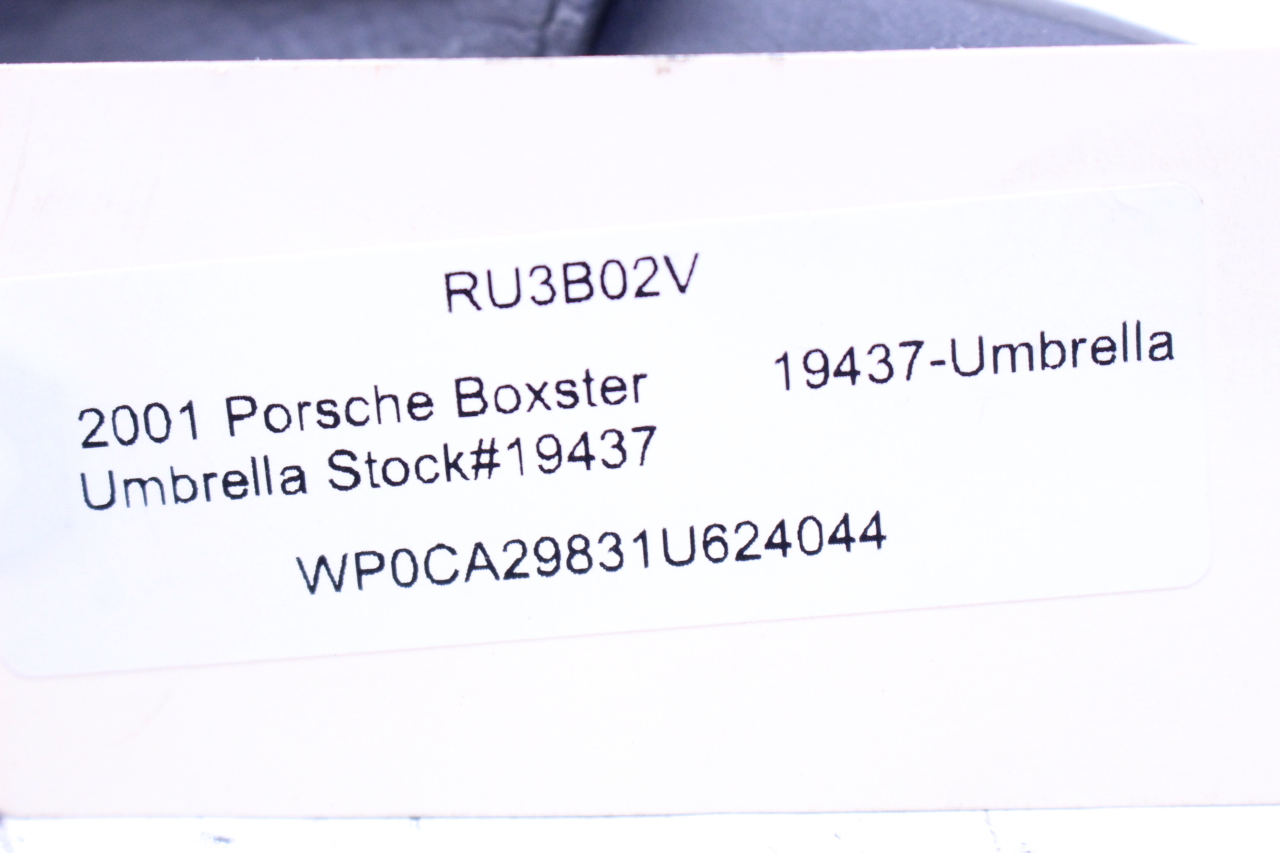 RU3B02V
2001 Porsche Boxster 19437-Umbrella
Umbrella Stock#19437
WP0CA29831U624044